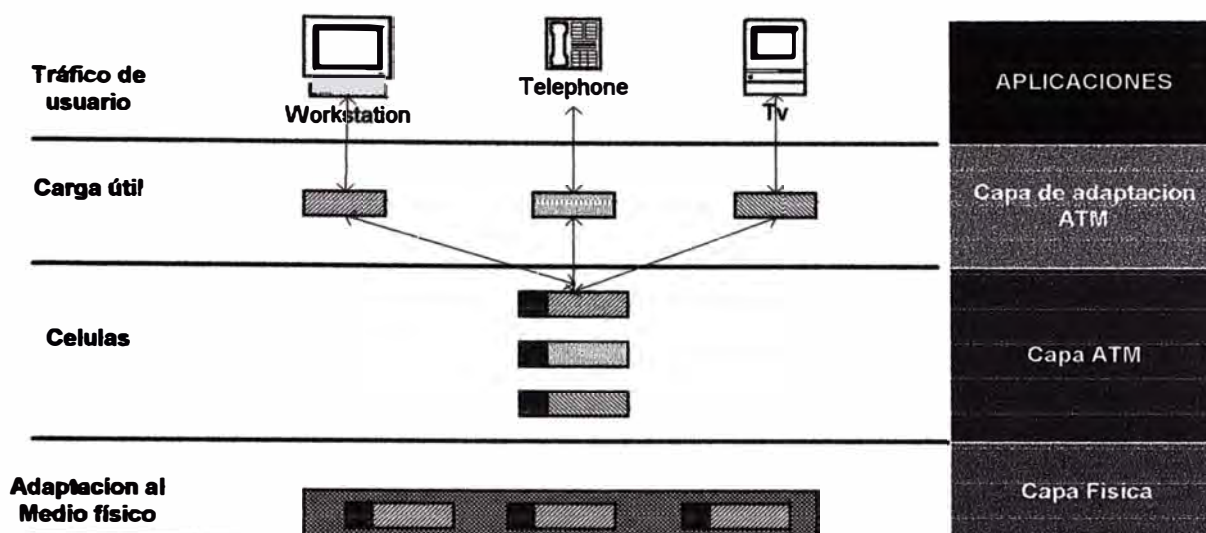 Tráfico de
usuario
Workstation
Telephone
Tv
APLICACIONES
Carga útil
Capa de adaptacion
ATM
Celulas
Capa ATM
Adaptacion al
Medio físico
Capa Fisica